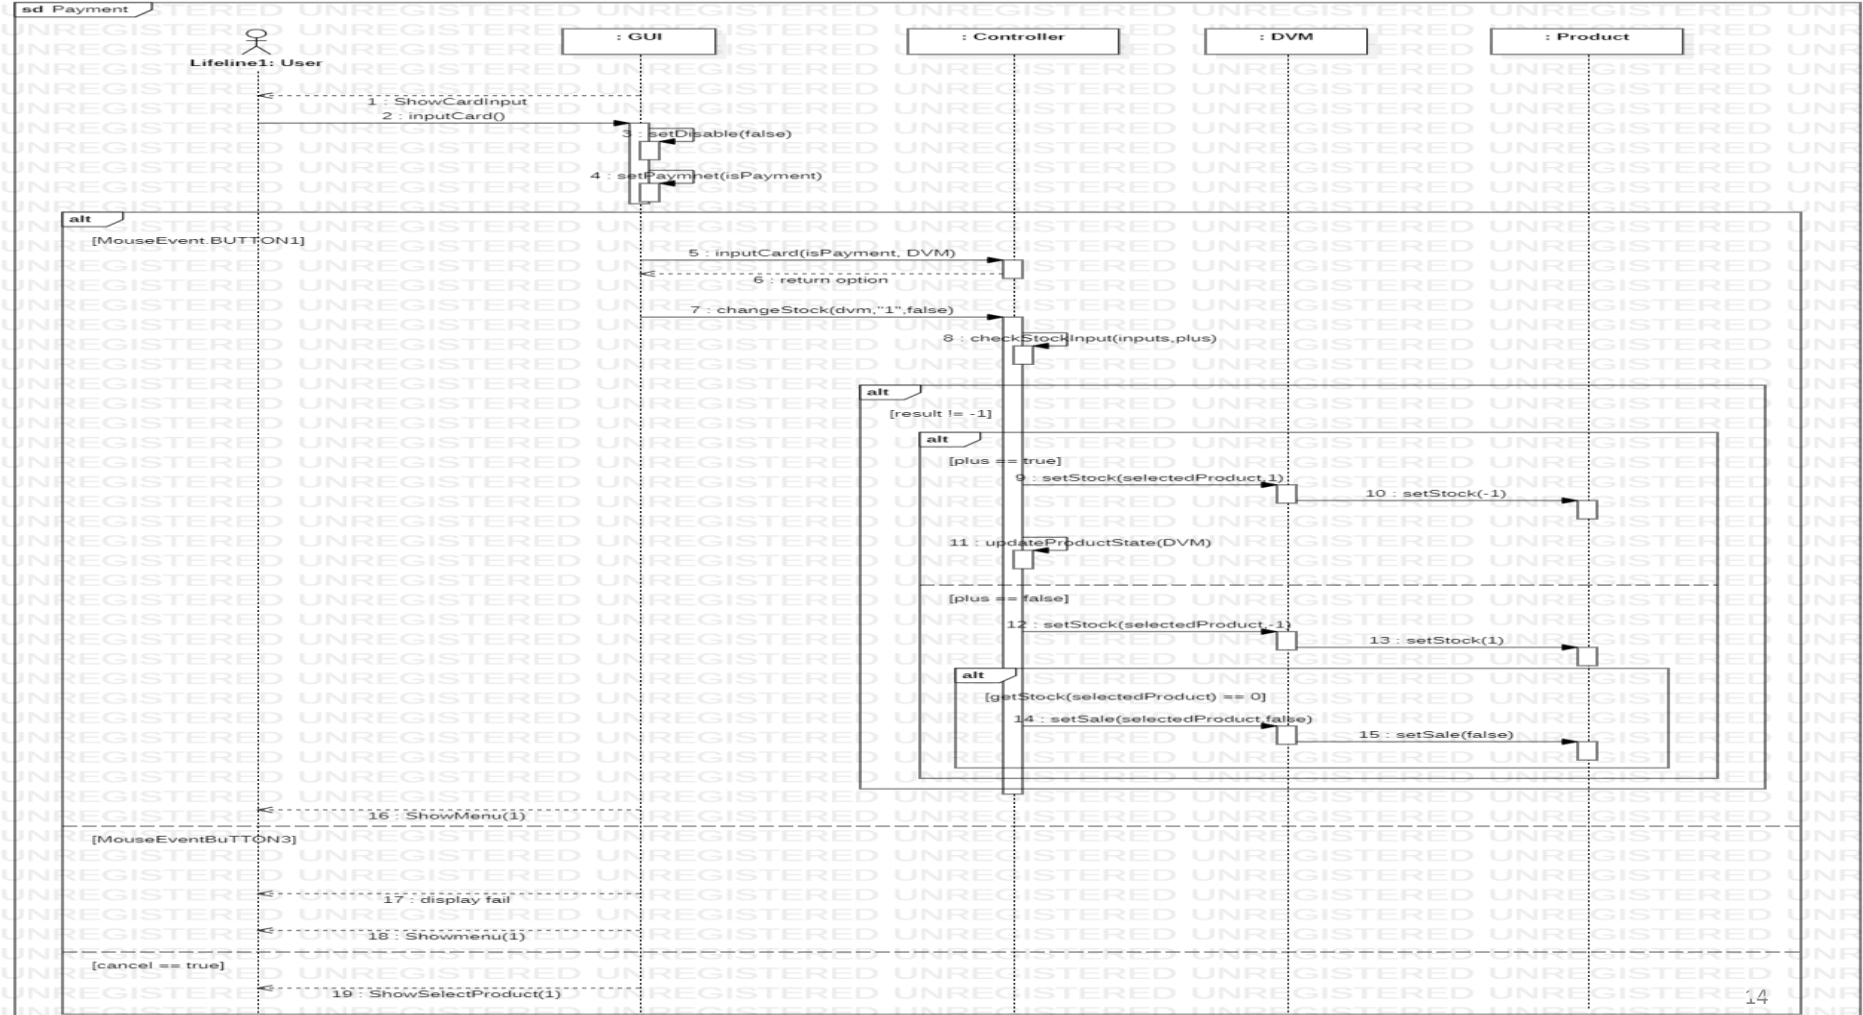 sd Payment
Lifeline1: User
: GUI
: Controller
: DVM
: Product
1 : ShowCardInput
2 : inputCard()
3 : setDisable(false)
4 : setPaymnet(isPayment)
alt
[MouseEvent.BUTTON1]
5 : inputCard(isPayment, DVM)
6 : return option
7 : changeStock(dvm,"1",false)
8 : checkStockInput(inputs,plus)
alt
[result != -1]
alt
[plus == true]
9 : setStock(selectedProduct,1)
10 : setStock(-1)
11 : updateProductState(DVM)
[plus == false]
12 : setStock(selectedProduct,-1)
13 : setStock(1)
alt
[getStock(selectedProduct) == 0]
14 : setSale(selectedProduct,false)
15 : setSale(false)
16 : ShowMenu(1)
[MouseEventBuTTON3]
17 : display fail
18 : Showmenu(1)
[cancel == true]
19 : ShowSelectProduct(1)
14
UNREGISTERED